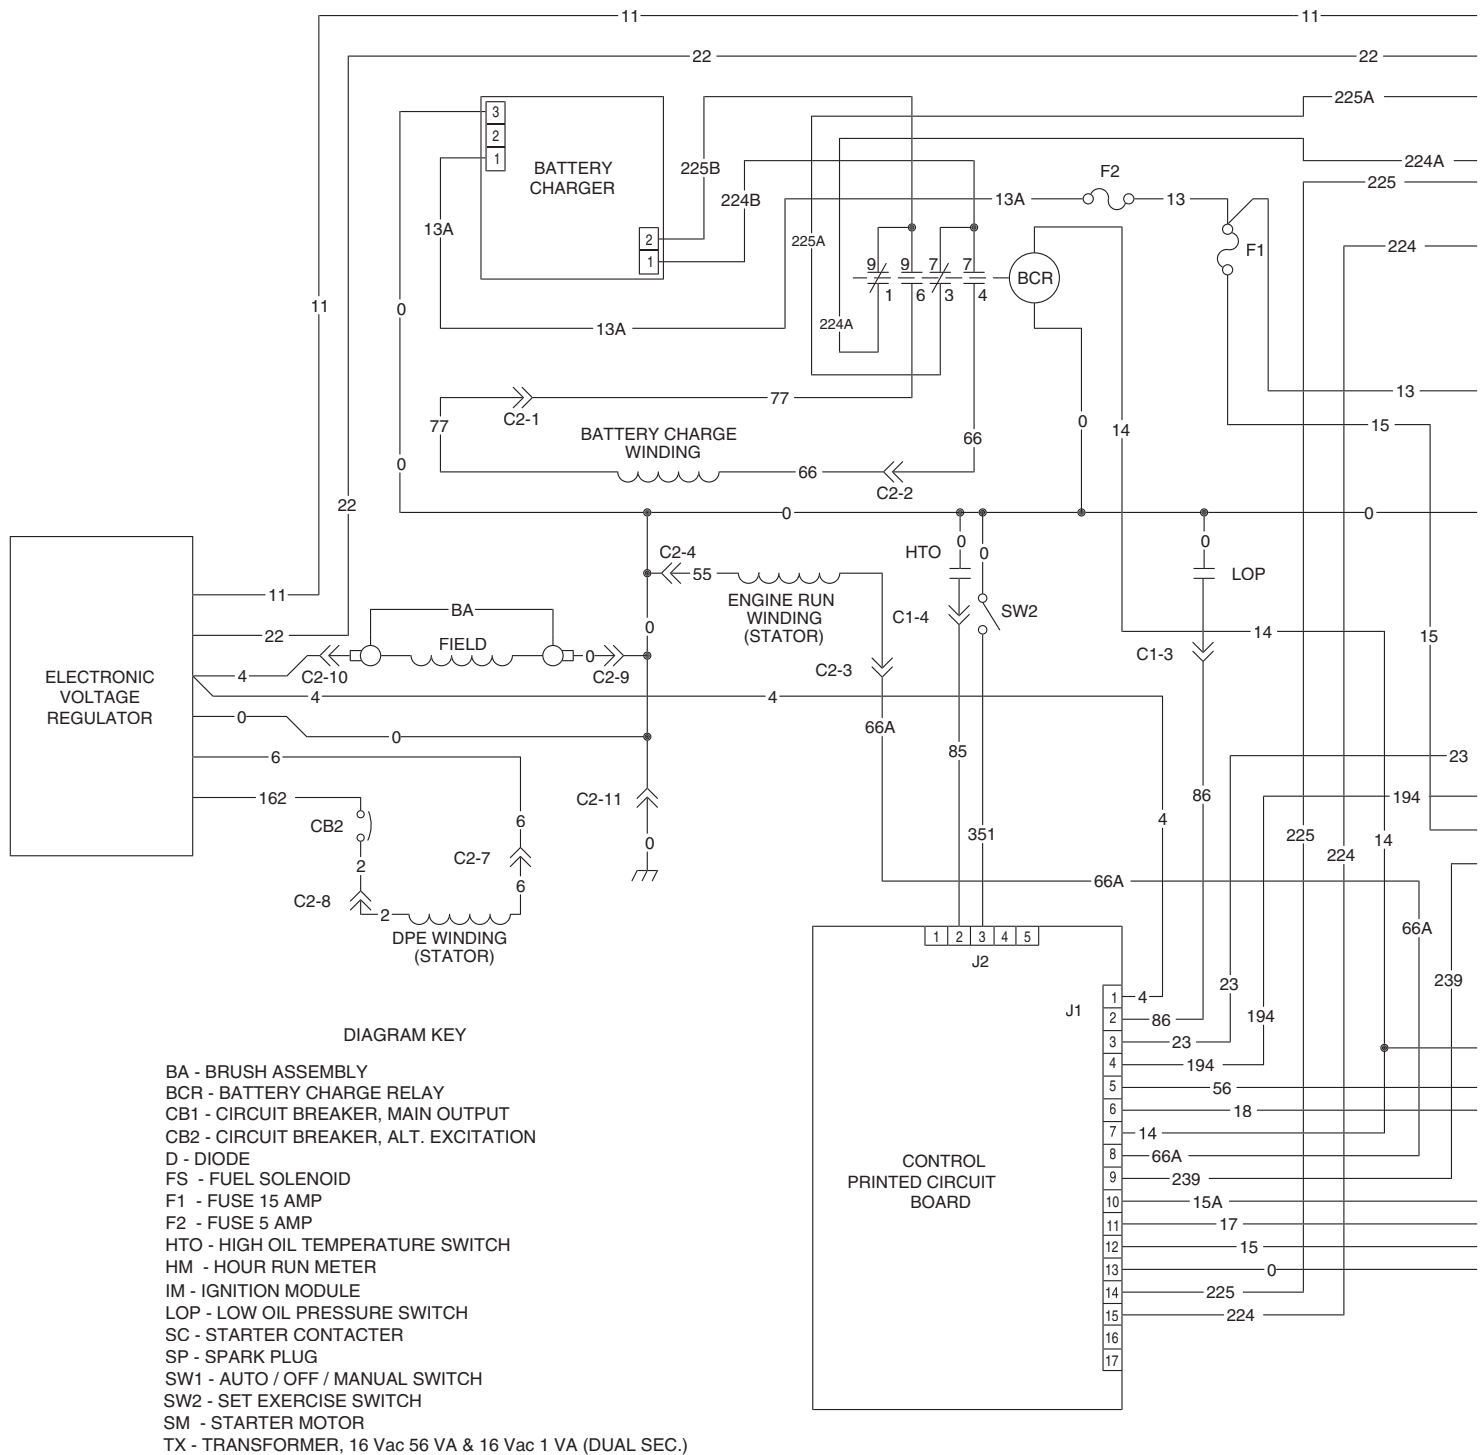 11 11
22 22
225A
3
2
1
BATTERY
CHARGER
225B
224B
224A
F2
225
13A
13A 13
225A
2
1
F1
224
9 9 7 7
BCR
1 6 3 4
11
0
13A
224A
C2-1
77
13
77
BATTERY CHARGE
WINDING
0
14
15
66
0
66
C2-2
22
0 0
C2-4
55
HTO
0
0
0
LOP
ENGINE RUN
WINDING
(STATOR)
C1-4
SW2
11
BA
22
FIELD
0
14
15
C1-3
ELECTRONIC
VOLTAGE
REGULATOR
4
C2-10
0
C2-9
C2-3
4 4
0
0
66A
85
6
23
162
CB2
C2-11
86
194
6
4
351
225
14
0
224
2
C2-7
6
66A
C2-8
2
66A
DPE WINDING
(STATOR)
1 2 3 4 5
J2
23
239
J1
1 4
194
2 86
3 23
4 194
5 56
6 18
7 14
8 66A
9 239
10 15A
11 17
12 15
13 0
14 225
15 224
16
17
CONTROL
PRINTED CIRCUIT
BOARD
DIAGRAM KEY
BA - BRUSH ASSEMBLY
BCR - BATTERY CHARGE RELAY
CB1 - CIRCUIT BREAKER, MAIN OUTPUT
CB2 - CIRCUIT BREAKER, ALT. EXCITATION
D - DIODE
FS - FUEL SOLENOID
F1 - FUSE 15 AMP
F2 - FUSE 5 AMP
HTO - HIGH OIL TEMPERATURE SWITCH
HM - HOUR RUN METER
IM - IGNITION MODULE
LOP - LOW OIL PRESSURE SWITCH
SC - STARTER CONTACTER
SP - SPARK PLUG
SW1 - AUTO / OFF / MANUAL SWITCH
SW2 - SET EXERCISE SWITCH
SM - STARTER MOTOR
TX - TRANSFORMER, 16 Vac 56 VA & 16 Vac 1 VA (DUAL SEC.)